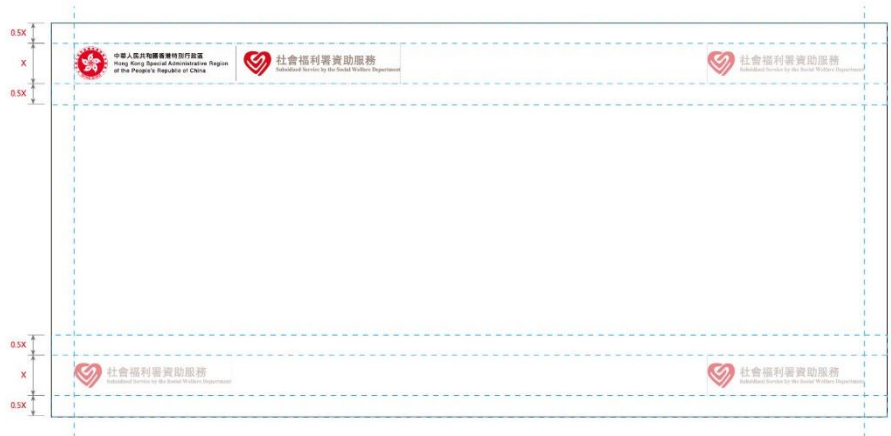 0.5X
X
0.5X
中華人民共和國香港特別行政區
Hong Kong Special Administrative Region
of the People's Republic of China
社會福利署資助服務
Subsidised Service by the Social Welfare Department
社會福利署資助服務
Subsidised Service by the Social Welfare Department
0.5X
X
0.5X
社會福利署資助服務
Subsidised Service by the Social Welfare Department
社會福利署資助服務
Subsidised Service by the Social Welfare Department